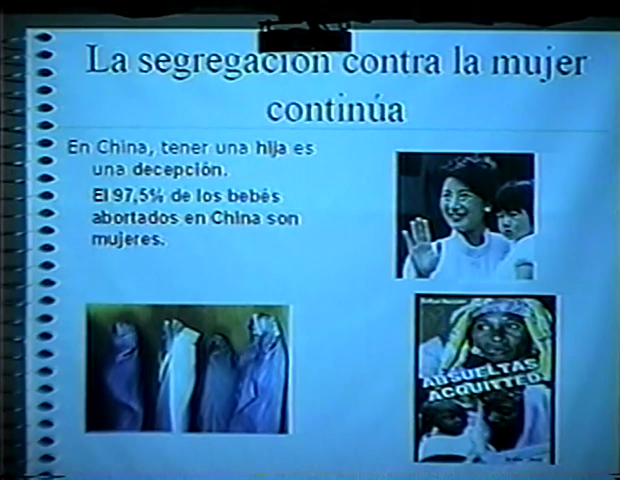 La segregación contra la mujer
continúa
En China, tener una hija es
una decepción.
El 97,5% de los bebés
abortados en China son
mujeres.
ABSUELTAS
ACQUITTED